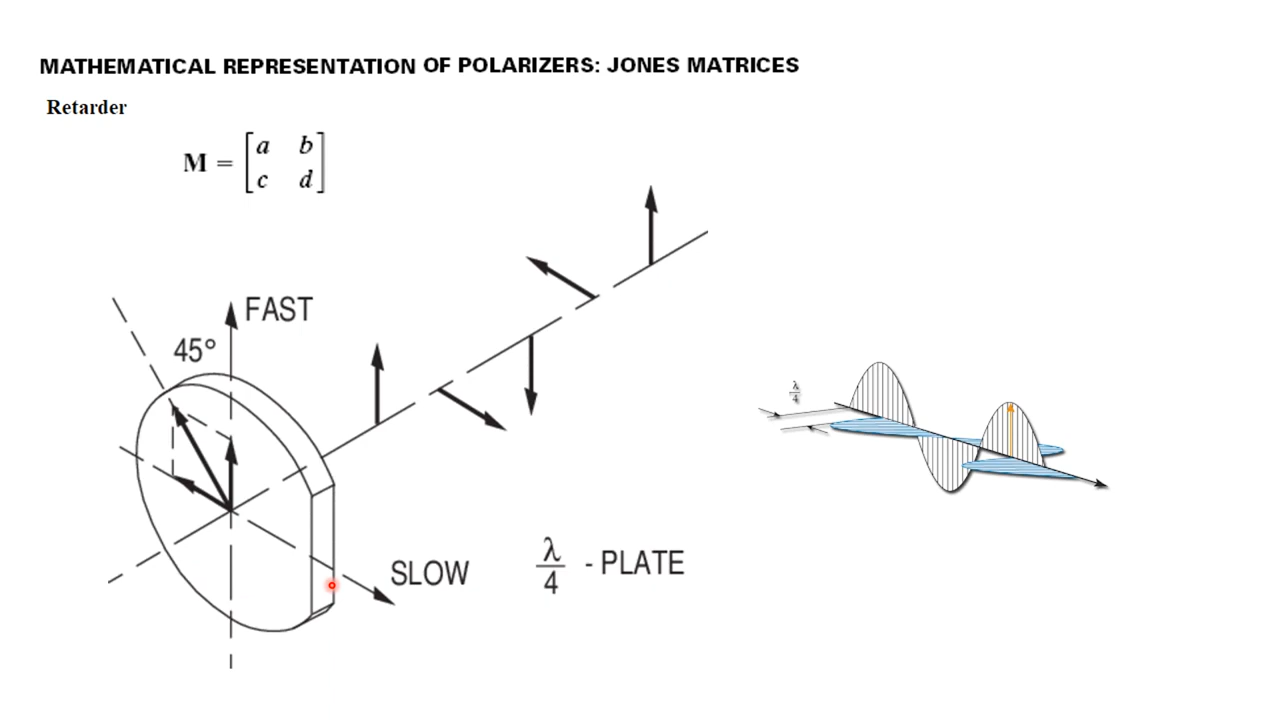 MATHEMATICAL REPRESENTATION OF POLARIZERS: JONES MATRICES
Retarder
M = [a b
c d]
FAST
45°
λ
4
SLOW
λ/4 - PLATE